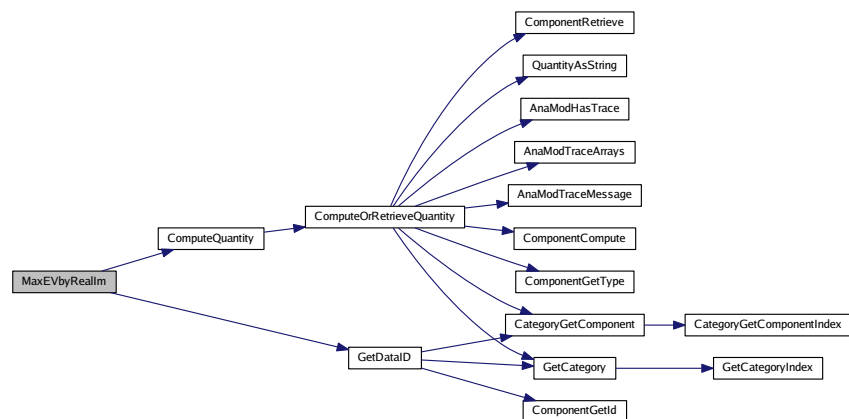 ComponentRetrieve
QuantityAsString
AnaModHasTrace
AnaModTraceArrays
AnaModTraceMessage
ComputeOrRetrieveQuantity
ComputeQuantity
ComponentCompute
MaxEVbyRealIm
ComponentGetType
CategoryGetComponent
CategoryGetComponentIndex
GetDataID
GetCategory
GetCategoryIndex
ComponentGetId